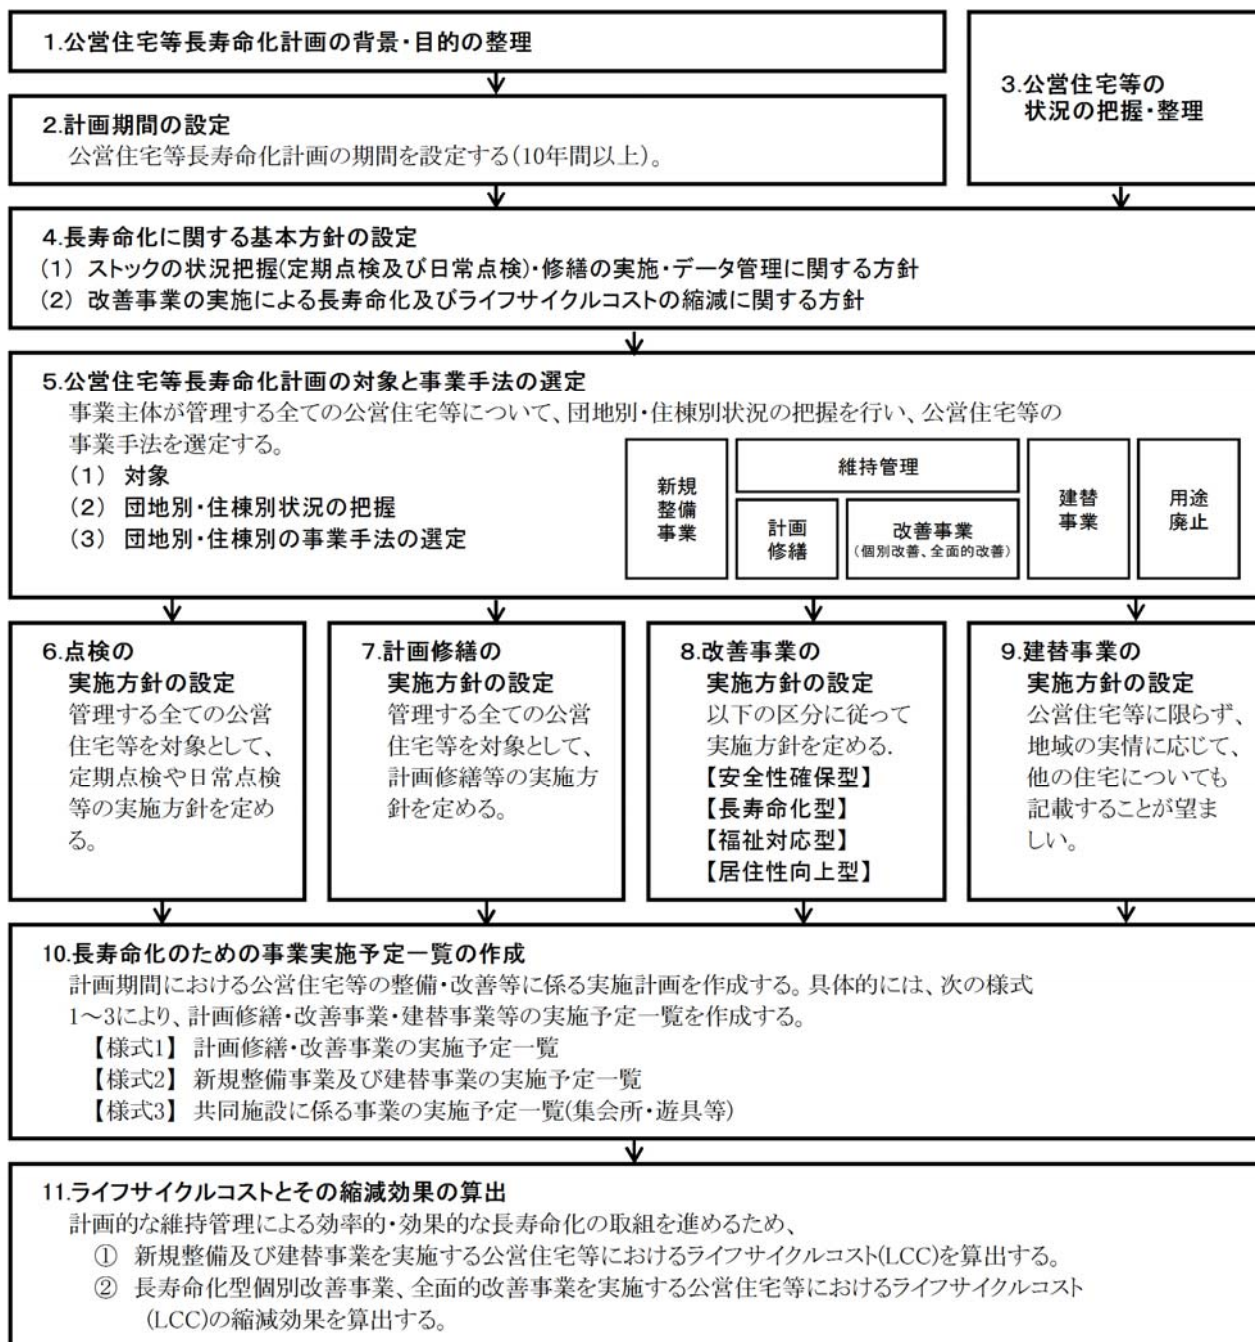 1.公営住宅等長寿命化計画の背景・目的の整理
2.計画期間の設定
公営住宅等長寿命化計画の期間を設定する(10年間以上)。
3.公営住宅等の
状況の把握・整理
4.長寿命化に関する基本方針の設定
(1) ストックの状況把握(定期点検及び日常点検)・修繕の実施・データ管理に関する方針
(2) 改善事業の実施による長寿命化及びライフサイクルコストの縮減に関する方針
5.公営住宅等長寿命化計画の対象と事業手法の選定
事業主体が管理する全ての公営住宅等について、団地別・住棟別状況の把握を行い、公営住宅等の
事業手法を選定する。
(1) 対象
(2) 団地別・住棟別状況の把握
(3) 団地別・住棟別の事業手法の選定
新規
整備
事業
維持管理
計画
修繕
改善事業
(個別改善、全面的改善)
建替
事業
用途
廃止
6.点検の
実施方針の設定
管理する全ての公営
住宅等を対象として、
定期点検や日常点検
等の実施方針を定め
る。
7.計画修繕の
実施方針の設定
管理する全ての公営
住宅等を対象として、
計画修繕等の実施方
針を定める。
8.改善事業の
実施方針の設定
以下の区分に従って
実施方針を定める.
【安全性確保型】
【長寿命化型】
【福祉対応型】
【居住性向上型】
9.建替事業の
実施方針の設定
公営住宅等に限らず、
地域の実情に応じて、
他の住宅についても
記載することが望ま
しい。
10.長寿命化のための事業実施予定一覧の作成
計画期間における公営住宅等の整備・改善等に係る実施計画を作成する。具体的には、次の様式
1~3により、計画修繕・改善事業・建替事業等の実施予定一覧を作成する。
【様式1】 計画修繕・改善事業の実施予定一覧
【様式2】 新規整備事業及び建替事業の実施予定一覧
【様式3】 共同施設に係る事業の実施予定一覧(集会所・遊具等)
11.ライフサイクルコストとその縮減効果の算出
計画的な維持管理による効率的・効果的な長寿命化の取組を進めるため、
① 新規整備及び建替事業を実施する公営住宅等におけるライフサイクルコスト(LCC)を算出する。
② 長寿命化型個別改善事業、全面的改善事業を実施する公営住宅等におけるライフサイクルコスト
(LCC)の縮減効果を算出する。